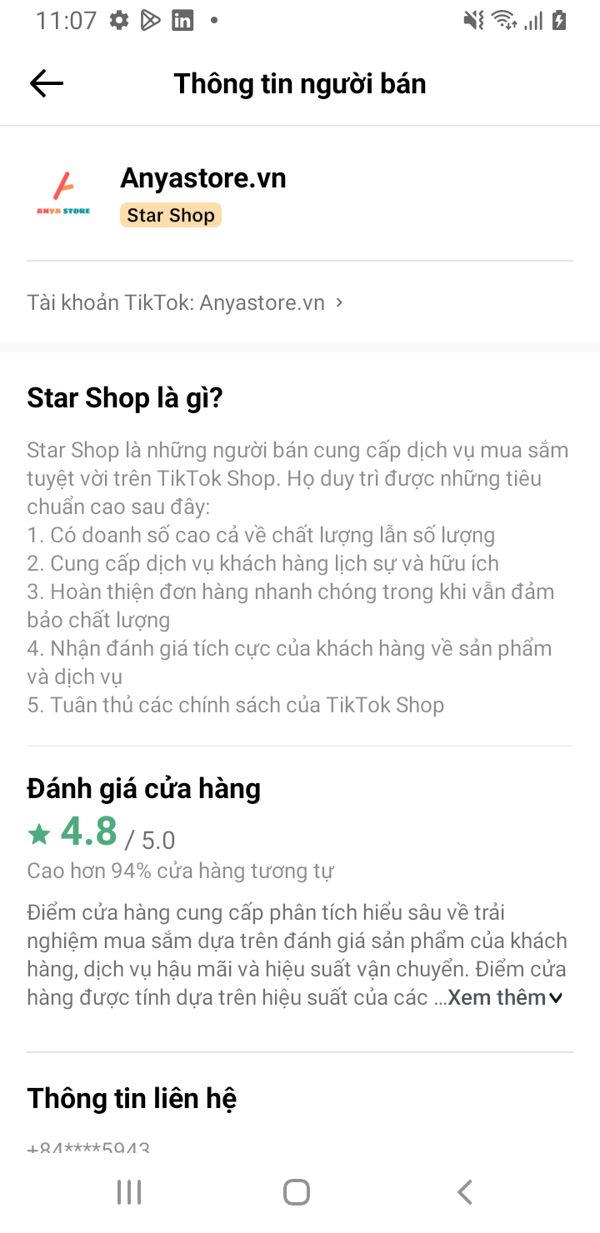 11:07
Thông tin người bán
Anyastore.vn
ANYA STORE
Star Shop
Tài khoản TikTok: Anyastore.vn
Star Shop là gì?
Star Shop là những người bán cung cấp dịch vụ mua sắm
tuyệt vời trên TikTok Shop. Họ duy trì được những tiêu
chuẩn cao sau đây:
1. Có doanh số cao cả về chất lượng lẫn số lượng
2. Cung cấp dịch vụ khách hàng lịch sự và hữu ích
3. Hoàn thiện đơn hàng nhanh chóng trong khi vẫn đảm
bảo chất lượng
4. Nhận đánh giá tích cực của khách hàng về sản phẩm
và dịch vụ
5. Tuân thủ các chính sách của TikTok Shop
Đánh giá cửa hàng
4.8 / 5.0
Cao hơn 94% cửa hàng tương tự
Điểm cửa hàng cung cấp phân tích hiểu sâu về trải
nghiệm mua sắm dựa trên đánh giá sản phẩm của khách
hàng, dịch vụ hậu mãi và hiệu suất vận chuyển. Điểm cửa
hàng được tính dựa trên hiệu suất của các ...Xem thêm
Thông tin liên hệ
+84****5943